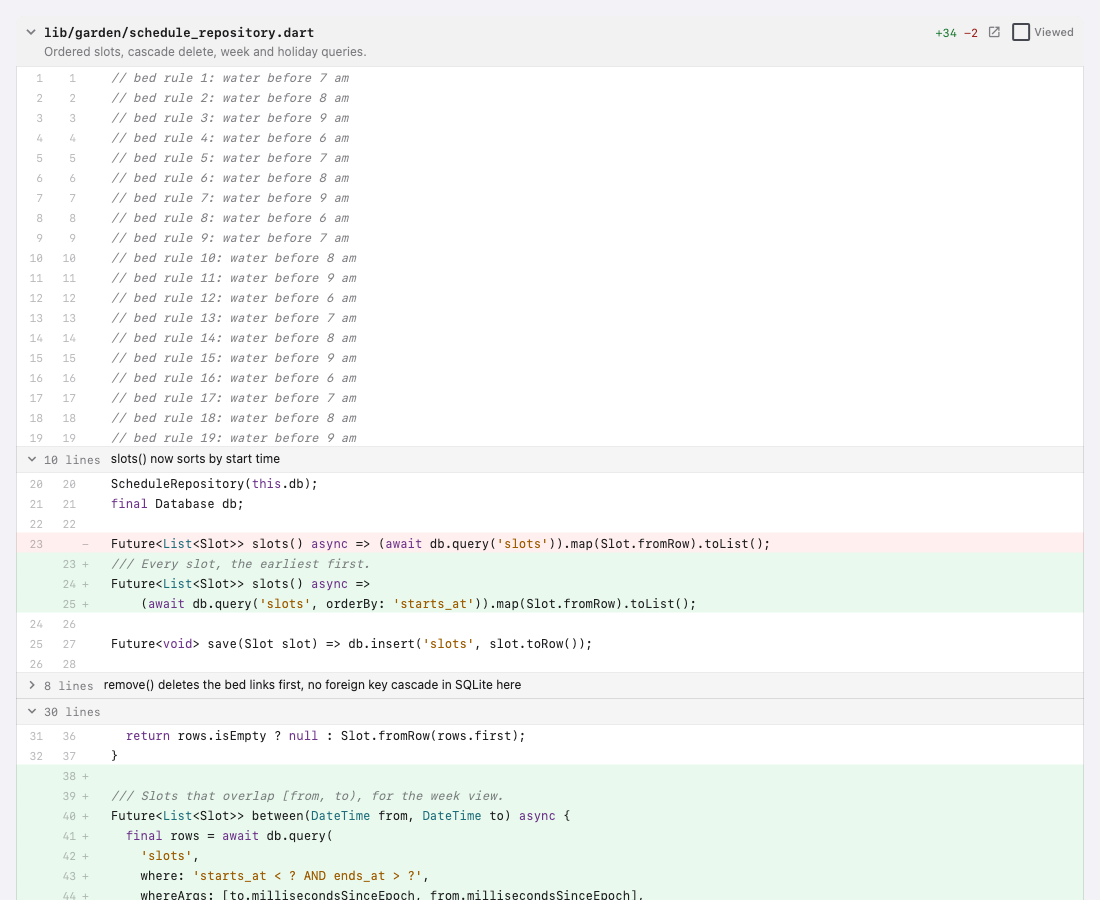 lib/garden/schedule_repository.dart +34 −2 Viewed
Ordered slots, cascade delete, week and holiday queries.
1 1 // bed rule 1: water before 7 am
2 2 // bed rule 2: water before 8 am
3 3 // bed rule 3: water before 9 am
4 4 // bed rule 4: water before 6 am
5 5 // bed rule 5: water before 7 am
6 6 // bed rule 6: water before 8 am
7 7 // bed rule 7: water before 9 am
8 8 // bed rule 8: water before 6 am
9 9 // bed rule 9: water before 7 am
10 10 // bed rule 10: water before 8 am
11 11 // bed rule 11: water before 9 am
12 12 // bed rule 12: water before 6 am
13 13 // bed rule 13: water before 7 am
14 14 // bed rule 14: water before 8 am
15 15 // bed rule 15: water before 9 am
16 16 // bed rule 16: water before 6 am
17 17 // bed rule 17: water before 7 am
18 18 // bed rule 18: water before 8 am
19 19 // bed rule 19: water before 9 am
10 lines slots() now sorts by start time
20 20 ScheduleRepository(this.db);
21 21 final Database db;
22 22
23 − Future<List<Slot>> slots() async => (await db.query('slots')).map(Slot.fromRow).toList();
23 + /// Every slot, the earliest first.
24 + Future<List<Slot>> slots() async =>
25 + (await db.query('slots', orderBy: 'starts_at')).map(Slot.fromRow).toList();
24 26
25 27 Future<void> save(Slot slot) => db.insert('slots', slot.toRow());
26 28
8 lines remove() deletes the bed links first, no foreign key cascade in SQLite here
30 lines
31 36 return rows.isEmpty ? null : Slot.fromRow(rows.first);
32 37 }
38 +
39 + /// Slots that overlap [from, to), for the week view.
40 + Future<List<Slot>> between(DateTime from, DateTime to) async {
41 + final rows = await db.query(
42 + 'slots',
43 + where: 'starts_at < ? AND ends_at > ?',
44 + whereArgs: [to.millisecondsSinceEpoch, from.millisecondsSinceEpoch],